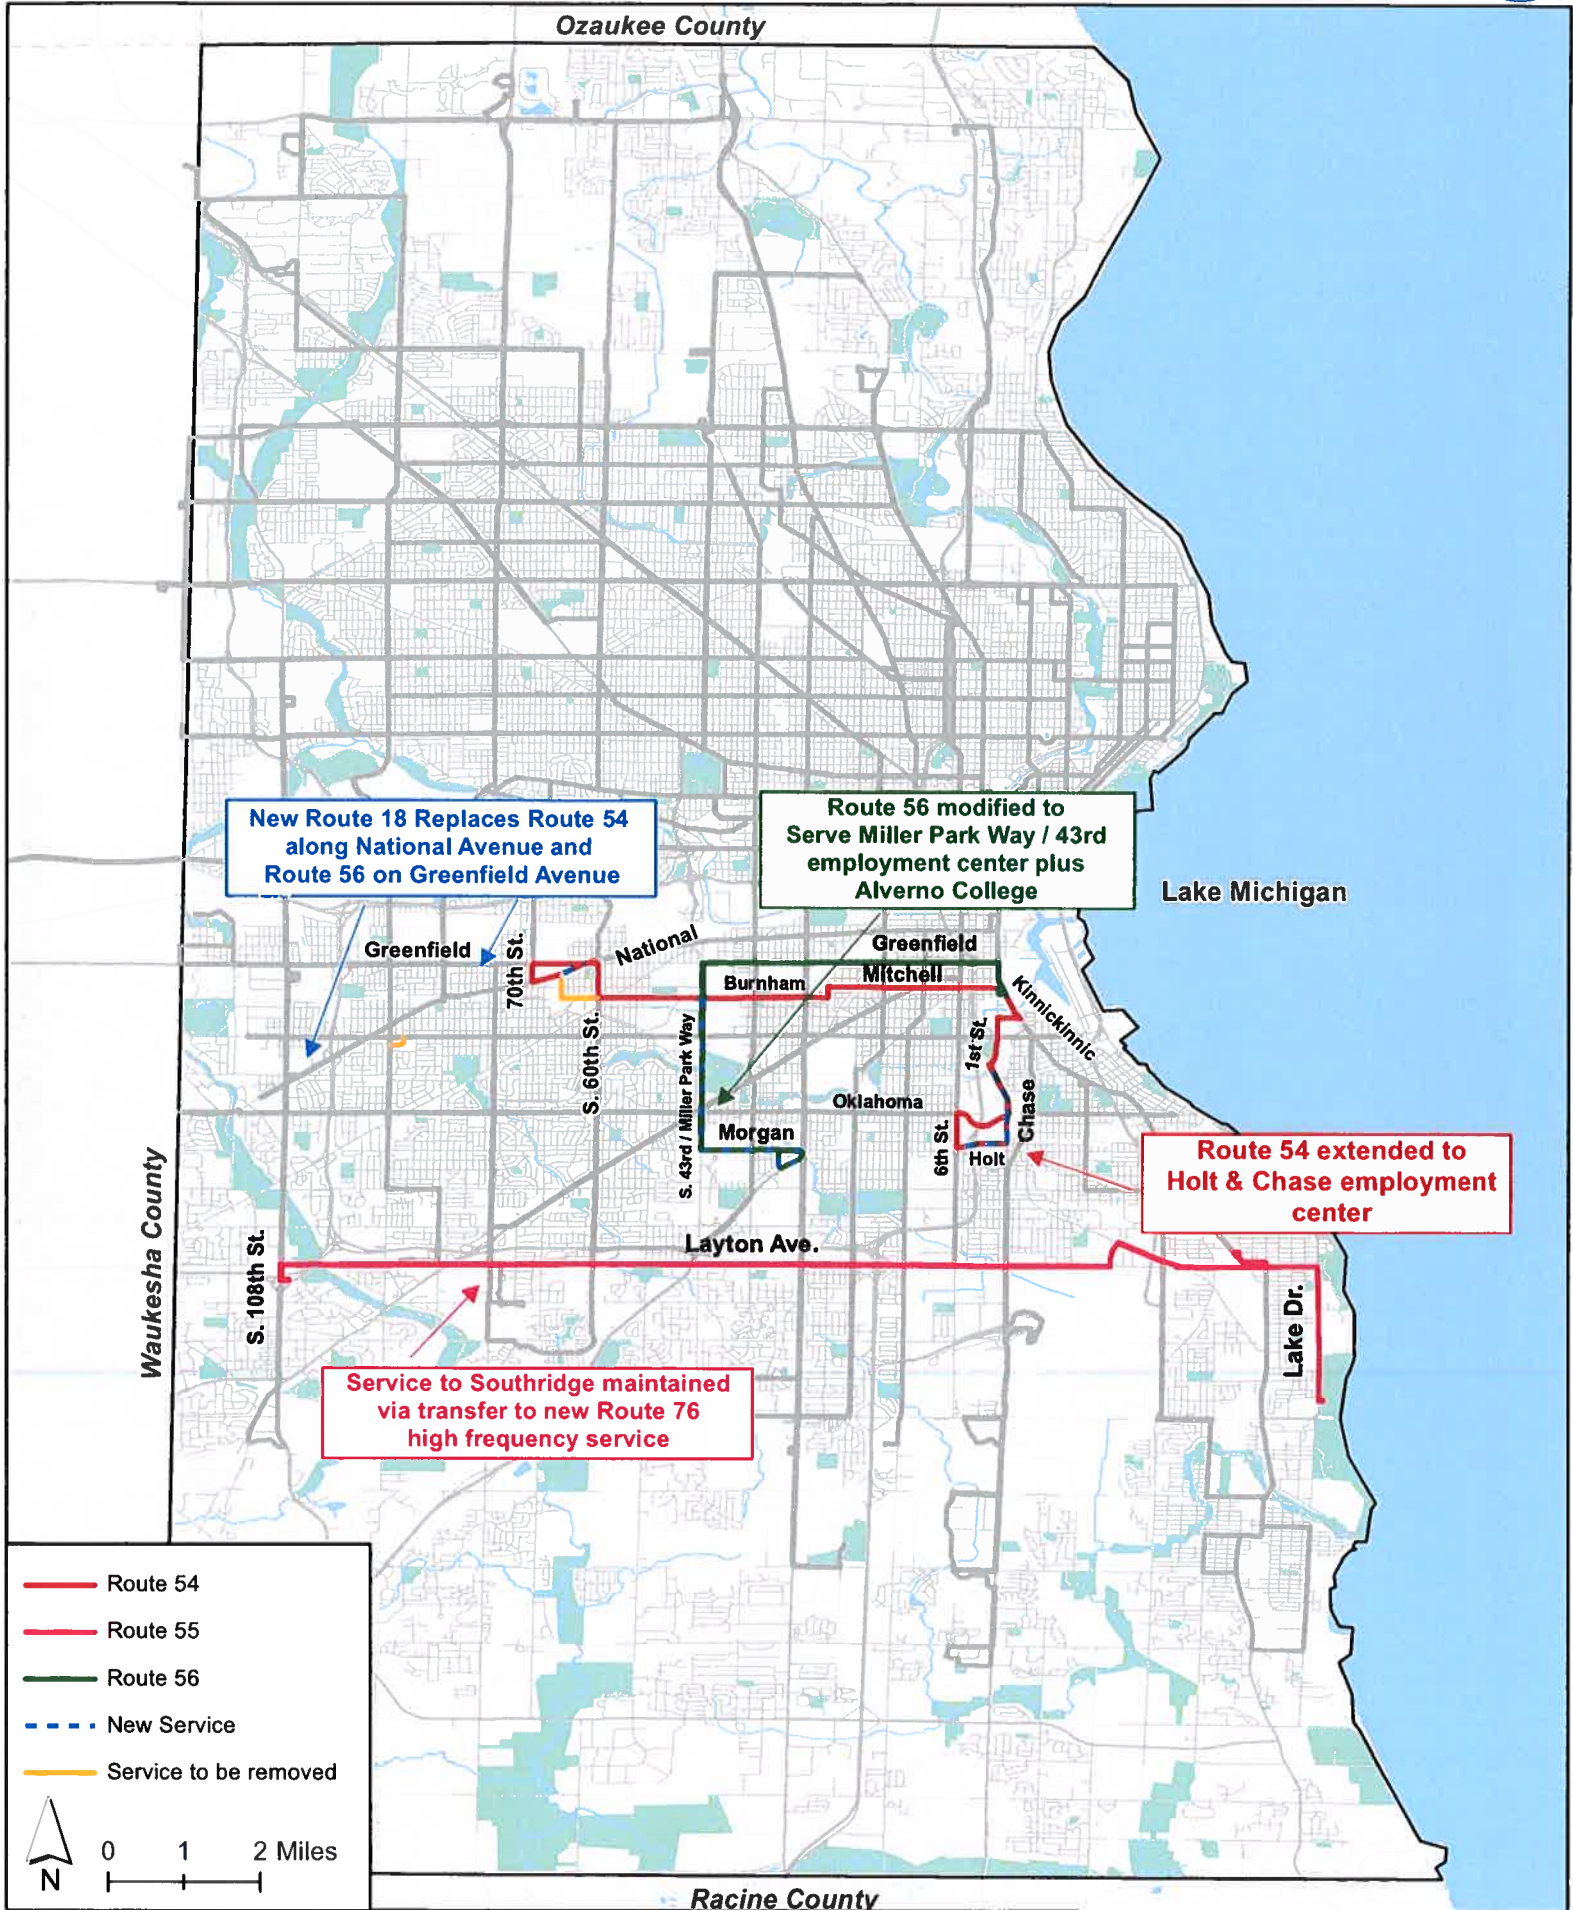 Ozaukee County
New Route 18 Replaces Route 54
along National Avenue and
Route 56 on Greenfield Avenue
Route 56 modified to
Serve Miller Park Way / 43rd
employment center plus
Alverno College
Lake Michigan
Greenfield
70th St.
National
Greenfield
Burnham
Mitchell
Kinnickinnic
S. 60th St.
S. 43rd / Miller Park Way
1st St.
Oklahoma
Chase
Morgan
6th St.
Holt
Route 54 extended to
Holt & Chase employment
center
Waukesha County
S. 108th St.
Layton Ave.
Lake Dr.
Service to Southridge maintained
via transfer to new Route 76
high frequency service
Route 54
Route 55
Route 56
New Service
Service to be removed
0 1 2 Miles
N
Racine County